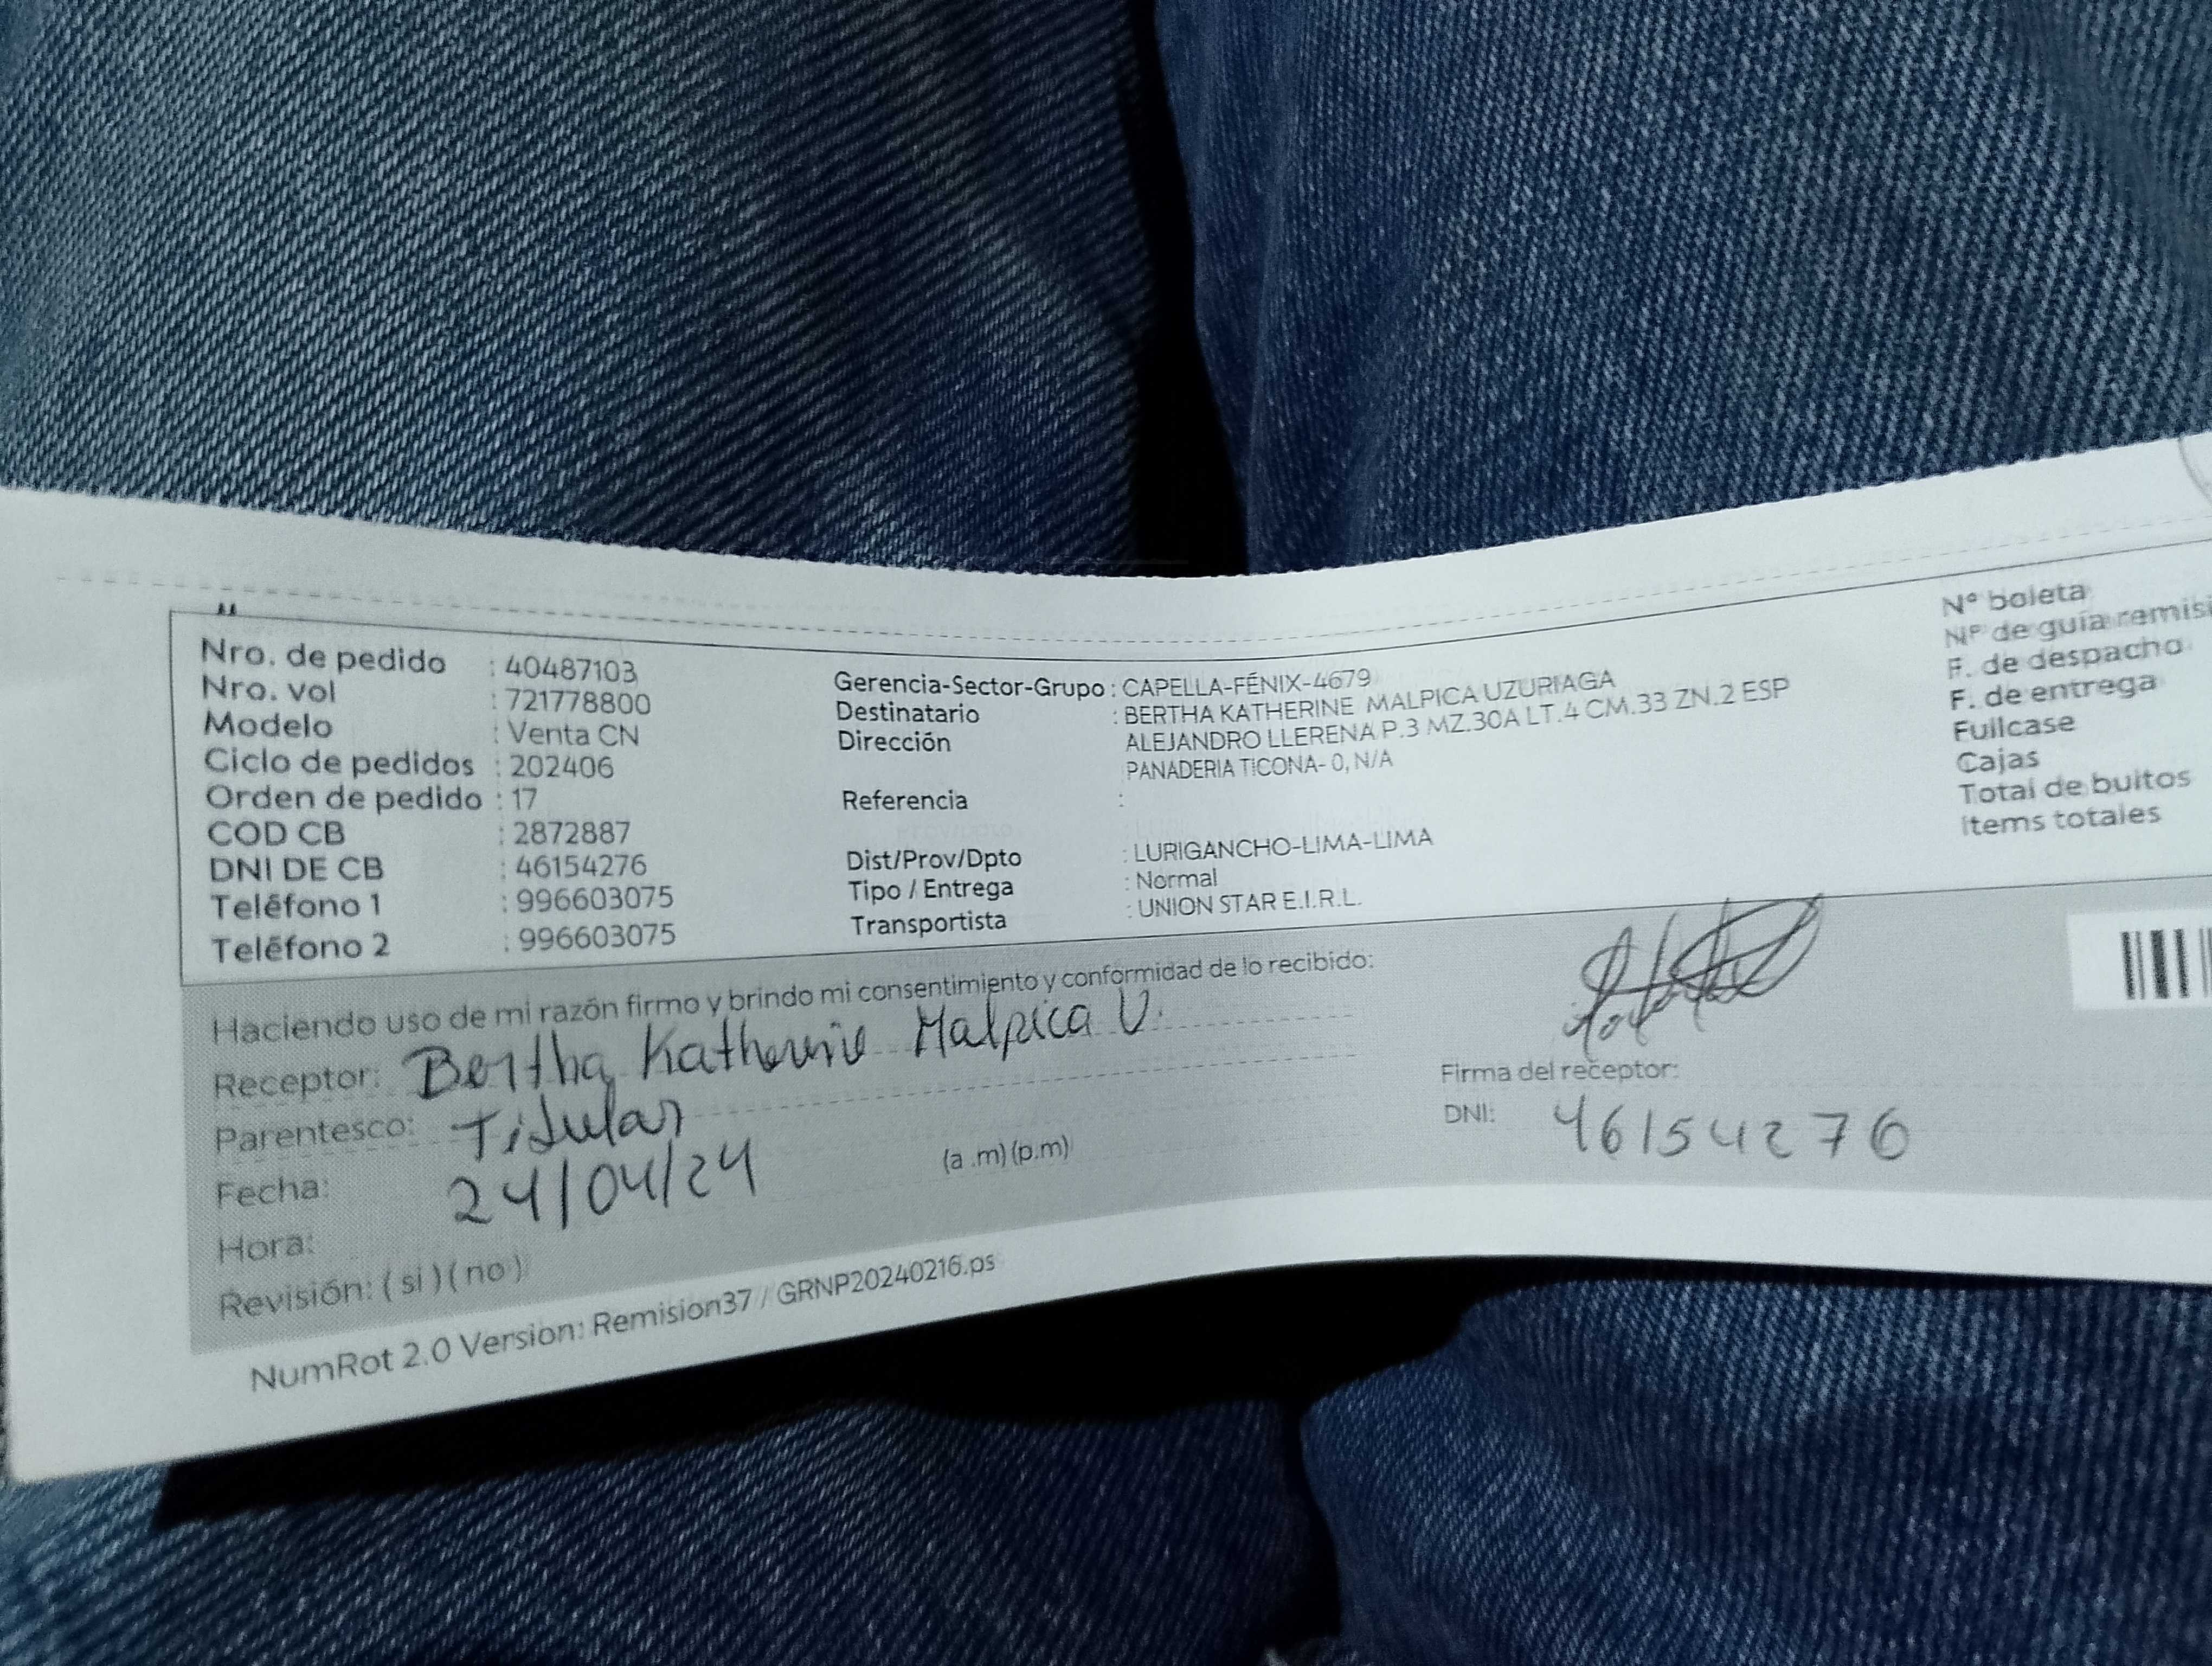 Nro. de pedido : 40487103
Nro. vol : 721778800
Modelo : Venta CN
Ciclo de pedidos : 202406
Orden de pedido : 17
COD CB : 2872887
DNI DE CB : 46154276
Teléfono 1 : 996603075
Teléfono 2 : 996603075
Gerencia-Sector-Grupo : CAPELLA-FÉNIX-4679
Destinatario : BERTHA KATHERINE MALPICA UZURIAGA
Dirección ALEJANDRO LLERENA P.3 MZ.30A LT.4 CM.33 ZN.2 ESP
PANADERIA TICONA- 0, N/A
Referencia :
Dist/Prov/Dpto : LURIGANCHO-LIMA-LIMA
Tipo / Entrega : Normal
Transportista : UNION STAR E.I.R.L.
N° boleta
N° de guía remisi
F. de despacho
F. de entrega
Fullcase
Cajas
Total de bultos
Items totales
Haciendo uso de mi razón firmo y brindo mi consentimiento y conformidad de lo recibido:
Receptor: Bertha Katherine Malpica U.
Parentesco: Titular
Fecha: 24/04/24 (a .m) (p.m)
Hora:
Revisión: ( si ) ( no )
Firma del receptor:
DNI: 46154276
NumRot 2.0 Version: Remision37 / GRNP20240216.ps